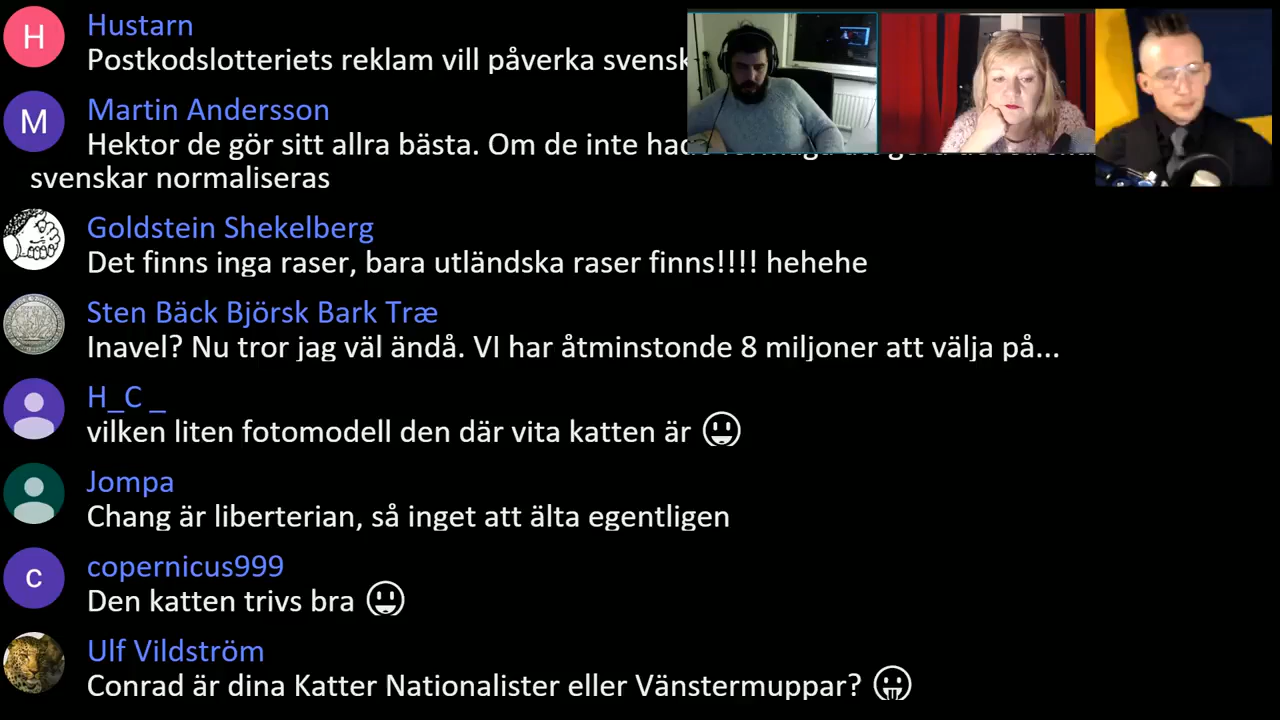 H
Hustarn
Postkodslotteriets reklam vill påverka svensk
M
Martin Andersson
Hektor de gör sitt allra bästa. Om de inte
svenskar normaliseras
Goldstein Shekelberg
Det finns inga raser, bara utländska raser finns!!!! hehehe
Sten Bäck Björsk Bark Træ
Inavel? Nu tror jag väl ändå. VI har åtminstonde 8 miljoner att välja på...
H_C _
vilken liten fotomodell den där vita katten är
Jompa
Chang är liberterian, så inget att älta egentligen
c
copernicus999
Den katten trivs bra
Ulf Vildström
Conrad är dina Katter Nationalister eller Vänstermuppar?